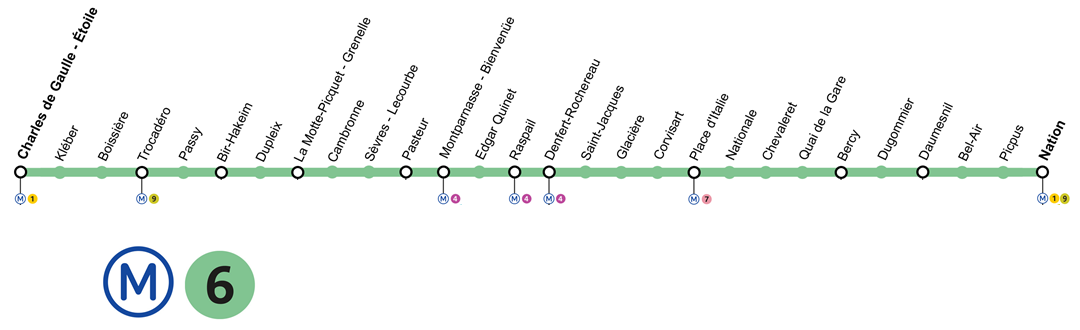 Charles de Gaulle - Étoile
Kléber
Boissière
Trocadéro
Passy
Bir-Hakeim
Dupleix
La Motte-Picquet - Grenelle
Cambronne
Sèvres - Lecourbe
Pasteur
Montparnasse - Bienvenüe
Edgar Quinet
Raspail
Denfert-Rochereau
Saint-Jacques
Glacière
Corvisart
Place d'Italie
Nationale
Chevaleret
Quai de la Gare
Bercy
Dugommier
Daumesnil
Bel-Air
Picpus
Nation
M 1
M 9
M 4
M 4
M 4
M 7
M 1 9
M 6